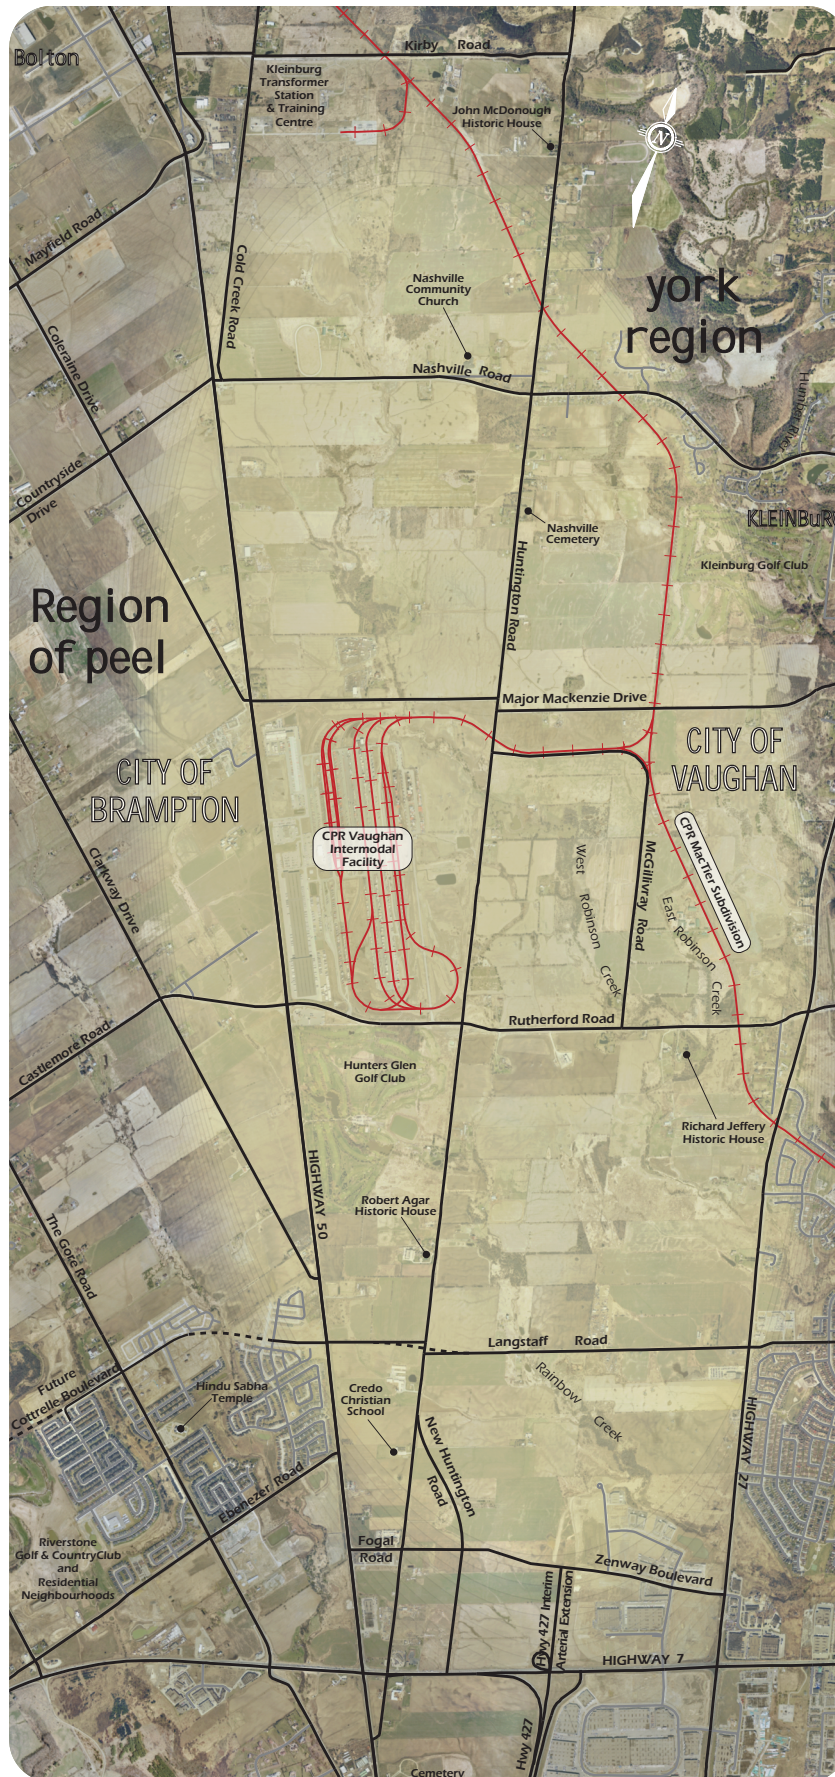 Kirby Road
Bolton
Kleinburg
Transformer
Station
& Training
Centre
John McDonough
Historic House
N
Mayfield Road
Cold Creek Road
york
region
Nashville
Community
Church
Coleraine Drive
Nashville Road
Humber River
Countryside
Drive
Nashville
Cemetery
KLEINBuRG
Kleinburg Golf Club
Huntington Road
Region
of peel
Major Mackenzie Drive
CITY OF
VAUGHAN
CITY OF
BRAMPTON
CPR Vaughan
Intermodal
Facility
CPR MacTier Subdivision
McGillivray Road
West Robinson Creek
East Robinson Creek
Clarkway Drive
Rutherford Road
Castlemore Road
Hunters Glen
Golf Club
Richard Jeffery
Historic House
HIGHWAY 50
Robert Agar
Historic House
The Gore Road
Langstaff Road
Rainbow Creek
Future
Cottrelle Boulevard
Hindu Sabha
Temple
Credo
Christian
School
New Huntington
Road
HIGHWAY 27
Ebenezer Road
Fogal
Road
Zenway Boulevard
Riverstone
Golf & CountryClub
and
Residential
Neighbourhoods
Hwy 427 Interim
Arterial Extension
HIGHWAY 7
Hwy 427
Cemetery